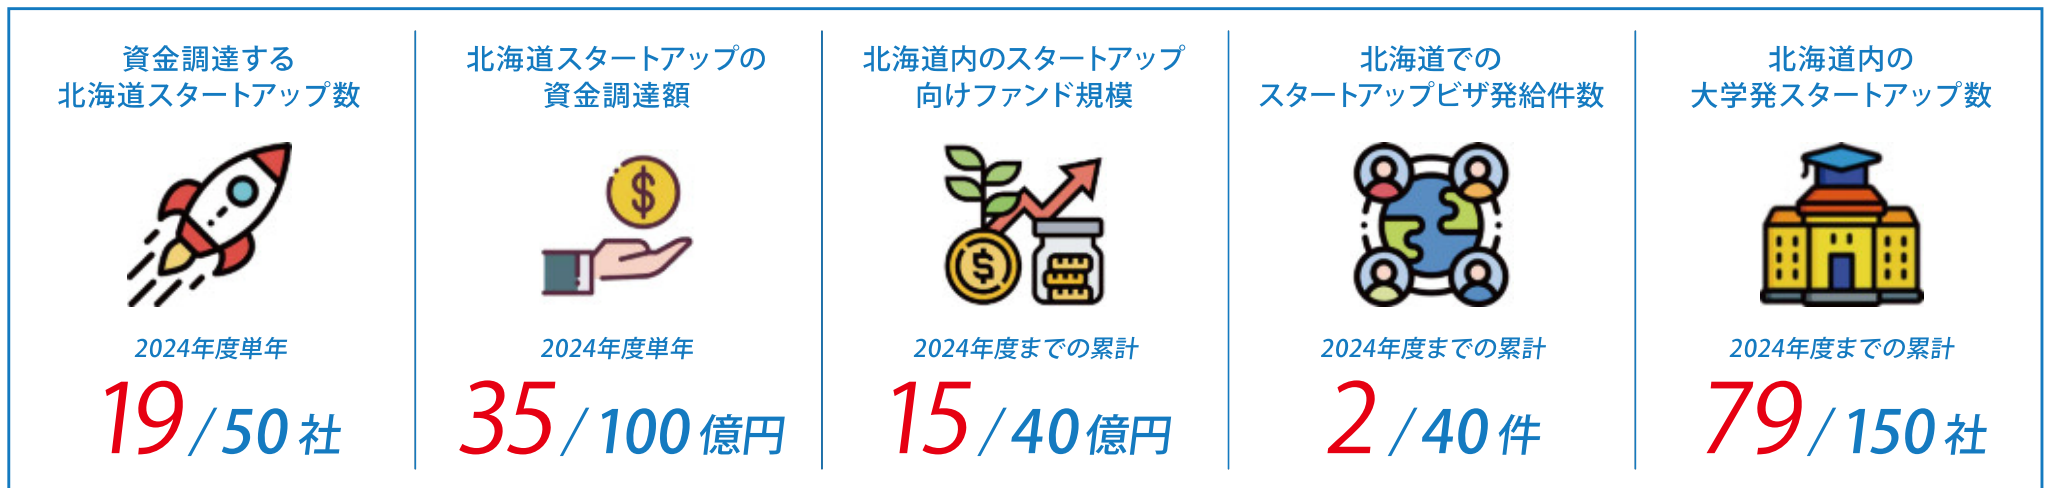 資金調達する
北海道スタートアップ数
2024年度単年
19/50社
北海道スタートアップの
資金調達額
2024年度単年
35/100億円
北海道内のスタートアップ
向けファンド規模
2024年度までの累計
15/40億円
北海道での
スタートアップビザ発給件数
2024年度までの累計
2/40件
北海道内の
大学発スタートアップ数
2024年度までの累計
79/150社